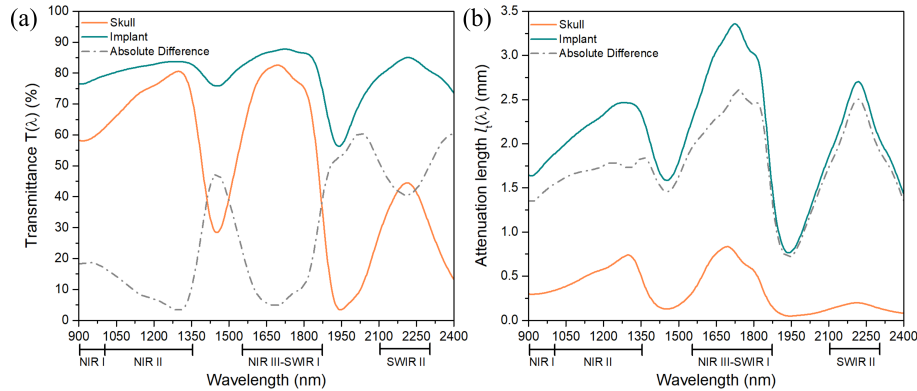 (a)
100
90
80
70
60
50
40
30
20
10
0
Transmittance T(λ) (%)
Skull
Implant
Absolute Difference
900 1050 1200 1350 1500 1650 1800 1950 2100 2250 2400
NIR I NIR II NIR III-SWIR I SWIR II
Wavelength (nm)
(b)
3.5
3.0
2.5
2.0
1.5
1.0
0.5
0.0
Attenuation length lt(λ) (mm)
Skull
Implant
Absolute Difference
900 1050 1200 1350 1500 1650 1800 1950 2100 2250 2400
NIR I NIR II NIR III-SWIR I SWIR II
Wavelength (nm)